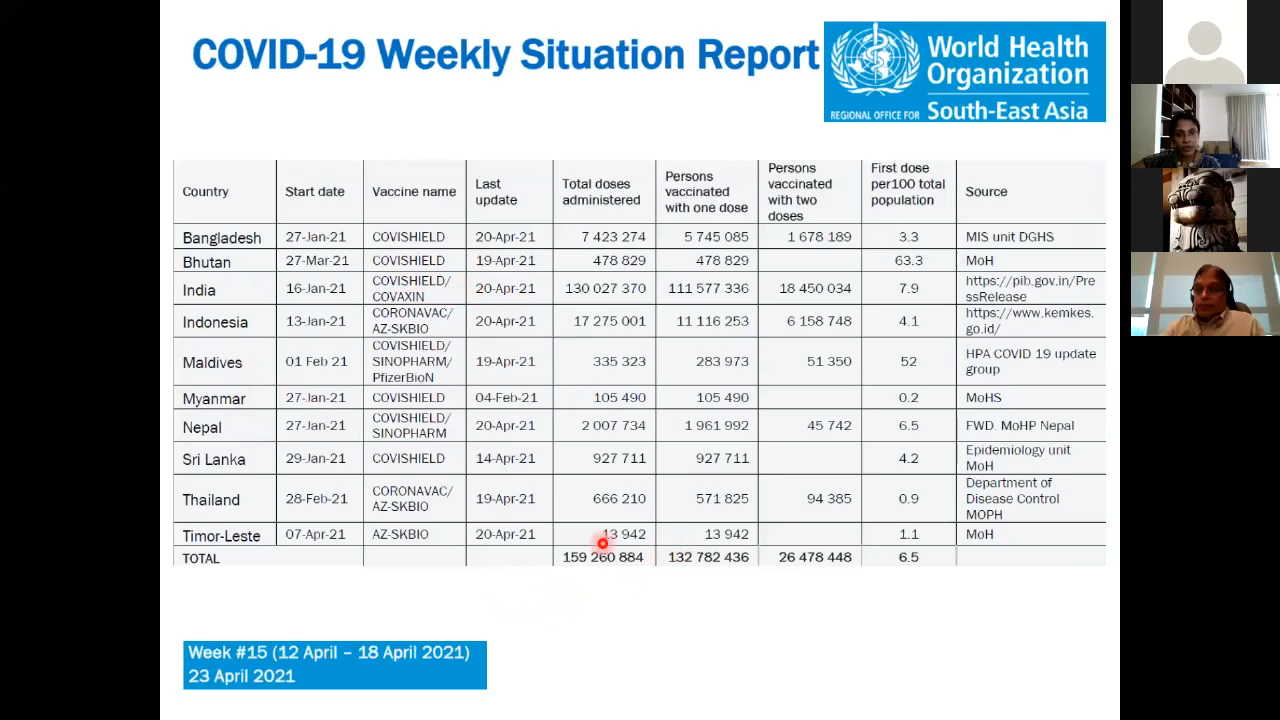 COVID-19 Weekly Situation Report
World Health
Organization
REGIONAL OFFICE FOR South-East Asia
Country Start date Vaccine name Last update Total doses administered Persons vaccinated with one dose Persons vaccinated with two doses First dose per100 total population Source
Bangladesh 27-Jan-21 COVISHIELD 20-Apr-21 7 423 274 5 745 085 1 678 189 3.3 MIS unit DGHS
Bhutan 27-Mar-21 COVISHIELD 19-Apr-21 478 829 478 829 63.3 MoH
India 16-Jan-21 COVISHIELD/ COVAXIN 20-Apr-21 130 027 370 111 577 336 18 450 034 7.9 https://pib.gov.in/Pre ssRelease
Indonesia 13-Jan-21 CORONAVAC/ AZ-SKBIO 20-Apr-21 17 275 001 11 116 253 6 158 748 4.1 https://www.kemkes. go.id/
Maldives 01 Feb 21 COVISHIELD/ SINOPHARM/ PfizerBioN 19-Apr-21 335 323 283 973 51 350 52 HPA COVID 19 update group
Myanmar 27-Jan-21 COVISHIELD 04-Feb-21 105 490 105 490 0.2 MoHS
Nepal 27-Jan-21 COVISHIELD/ SINOPHARM 20-Apr-21 2 007 734 1 961 992 45 742 6.5 FWD. MoHP Nepal
Sri Lanka 29-Jan-21 COVISHIELD 14-Apr-21 927 711 927 711 4.2 Epidemiology unit MoH
Thailand 28-Feb-21 CORONAVAC/ AZ-SKBIO 19-Apr-21 666 210 571 825 94 385 0.9 Department of Disease Control MOPH
Timor-Leste 07-Apr-21 AZ-SKBIO 20-Apr-21 13 942 13 942 1.1 MoH
TOTAL 159 260 884 132 782 436 26 478 448 6.5
Week #15 (12 April – 18 April 2021)
23 April 2021